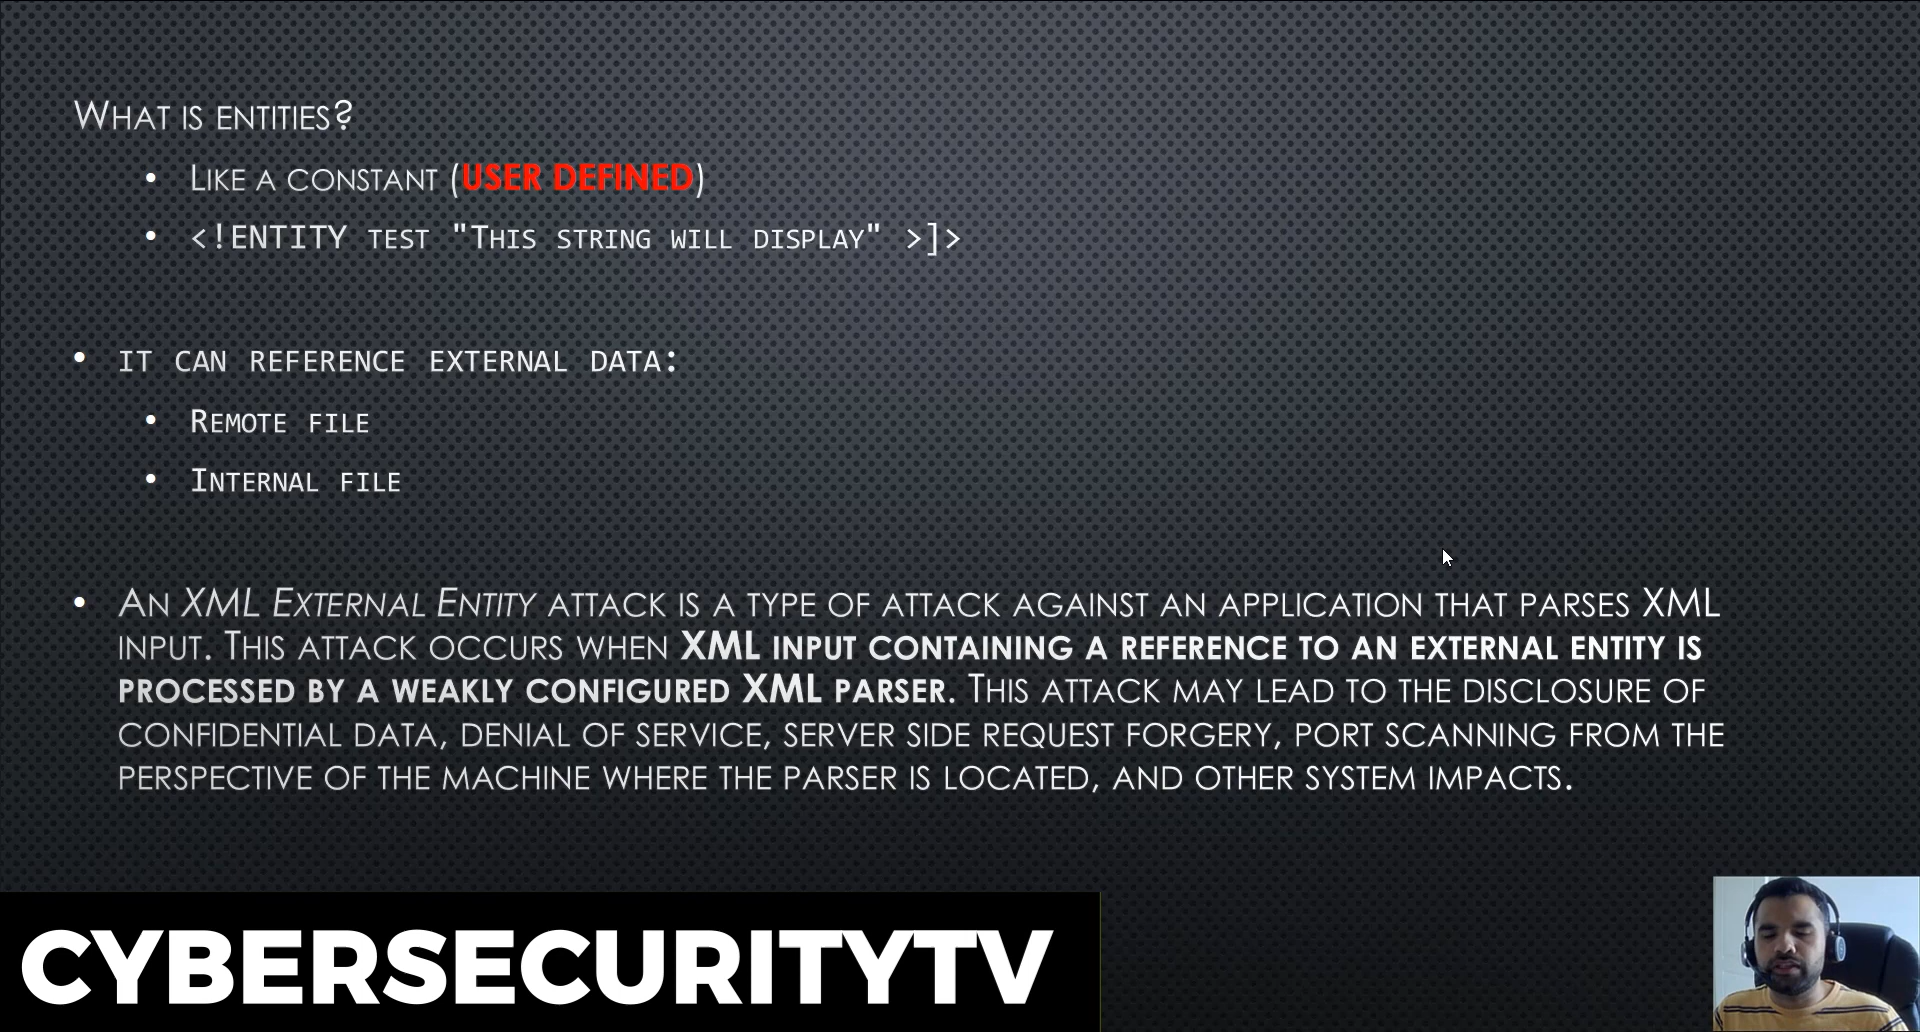 What is entities?
• Like a constant (USER DEFINED)
• <!ENTITY test "This string will display" >]>
• it can reference external data:
• Remote file
• Internal file
• An XML External Entity attack is a type of attack against an application that parses XML
input. This attack occurs when XML input containing a reference to an external entity is
processed by a weakly configured XML parser. This attack may lead to the disclosure of
confidential data, denial of service, server side request forgery, port scanning from the
perspective of the machine where the parser is located, and other system impacts.
CYBERSECURITYTV